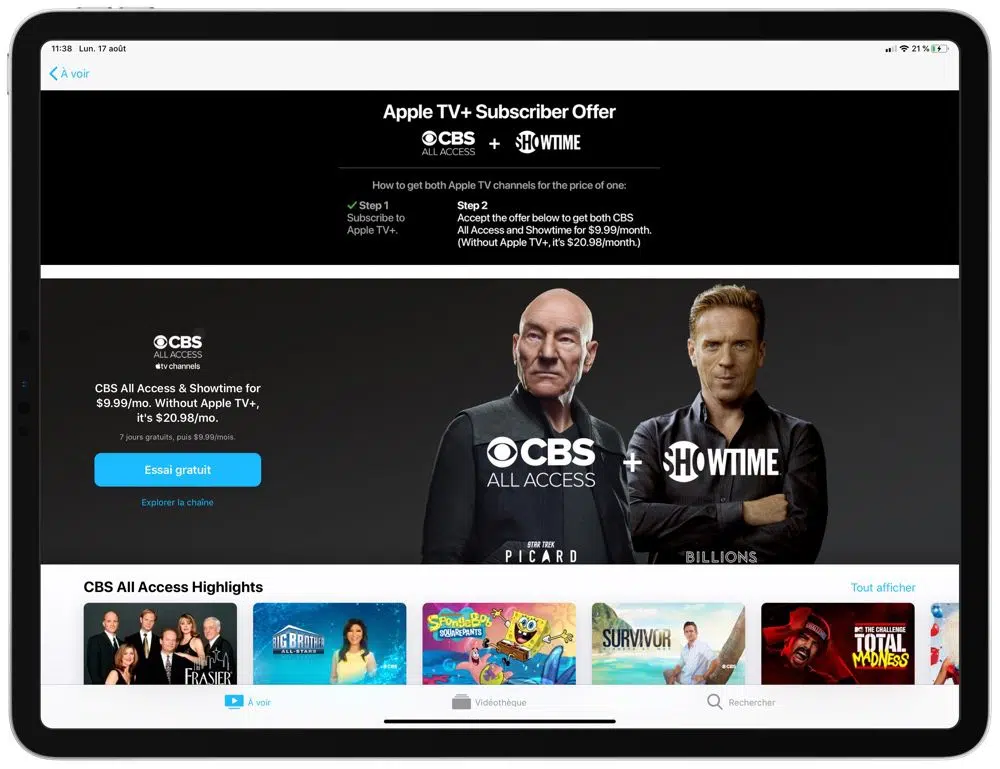 11:38 Lun. 17 août
21 %
À voir
Apple TV+ Subscriber Offer
CBS
ALL ACCESS
+
SHOWTIME
How to get both Apple TV channels for the price of one:
Step 1
Subscribe to
Apple TV+.
Step 2
Accept the offer below to get both CBS
All Access and Showtime for $9.99/month.
(Without Apple TV+, it's $20.98/month.)
CBS
ALL ACCESS
tv channels
CBS All Access & Showtime for
$9.99/mo. Without Apple TV+,
it's $20.98/mo.
7 jours gratuits, puis $9.99/mois.
Essai gratuit
Explorer la chaîne
CBS
ALL ACCESS
+
SHOWTIME
STAR TREK
PICARD
BILLIONS
CBS All Access Highlights
Tout afficher
FRASIER
BIG BROTHER
ALL-STARS
SpongeBob
SQUAREPANTS
SURVIVOR
THE CHALLENGE
TOTAL
MADNESS
À voir
Vidéothèque
Rechercher